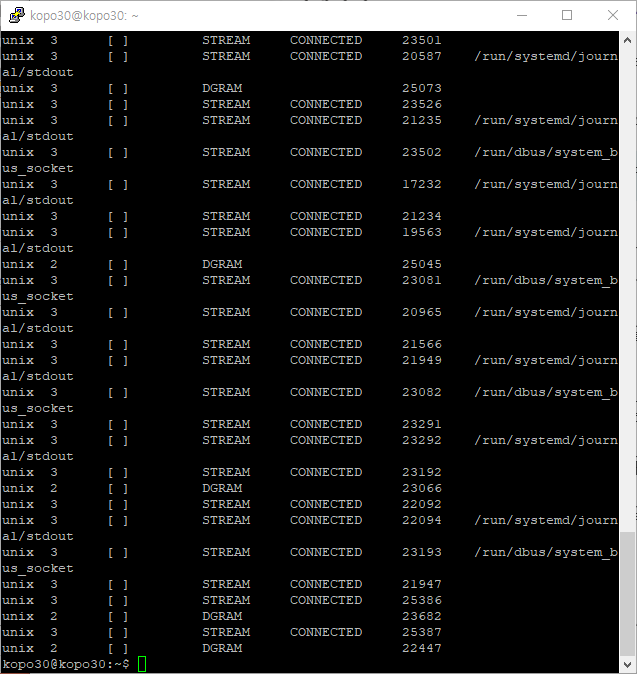 kopo30@kopo30: ~
unix  3      [ ]         STREAM     CONNECTED     23501
unix  3      [ ]         STREAM     CONNECTED     20587    /run/systemd/journ
al/stdout
unix  3      [ ]         DGRAM                    25073
unix  3      [ ]         STREAM     CONNECTED     23526
unix  3      [ ]         STREAM     CONNECTED     21235    /run/systemd/journ
al/stdout
unix  3      [ ]         STREAM     CONNECTED     23502    /run/dbus/system_b
us_socket
unix  3      [ ]         STREAM     CONNECTED     17232    /run/systemd/journ
al/stdout
unix  3      [ ]         STREAM     CONNECTED     21234
unix  3      [ ]         STREAM     CONNECTED     19563    /run/systemd/journ
al/stdout
unix  2      [ ]         DGRAM                    25045
unix  3      [ ]         STREAM     CONNECTED     23081    /run/dbus/system_b
us_socket
unix  3      [ ]         STREAM     CONNECTED     20965    /run/systemd/journ
al/stdout
unix  3      [ ]         STREAM     CONNECTED     21566
unix  3      [ ]         STREAM     CONNECTED     21949    /run/systemd/journ
al/stdout
unix  3      [ ]         STREAM     CONNECTED     23082    /run/dbus/system_b
us_socket
unix  3      [ ]         STREAM     CONNECTED     23291
unix  3      [ ]         STREAM     CONNECTED     23292    /run/systemd/journ
al/stdout
unix  3      [ ]         STREAM     CONNECTED     23192
unix  2      [ ]         DGRAM                    23066
unix  3      [ ]         STREAM     CONNECTED     22092
unix  3      [ ]         STREAM     CONNECTED     22094    /run/systemd/journ
al/stdout
unix  3      [ ]         STREAM     CONNECTED     23193    /run/dbus/system_b
us_socket
unix  3      [ ]         STREAM     CONNECTED     21947
unix  3      [ ]         STREAM     CONNECTED     25386
unix  2      [ ]         DGRAM                    23682
unix  3      [ ]         STREAM     CONNECTED     25387
unix  2      [ ]         DGRAM                    22447
kopo30@kopo30:~$